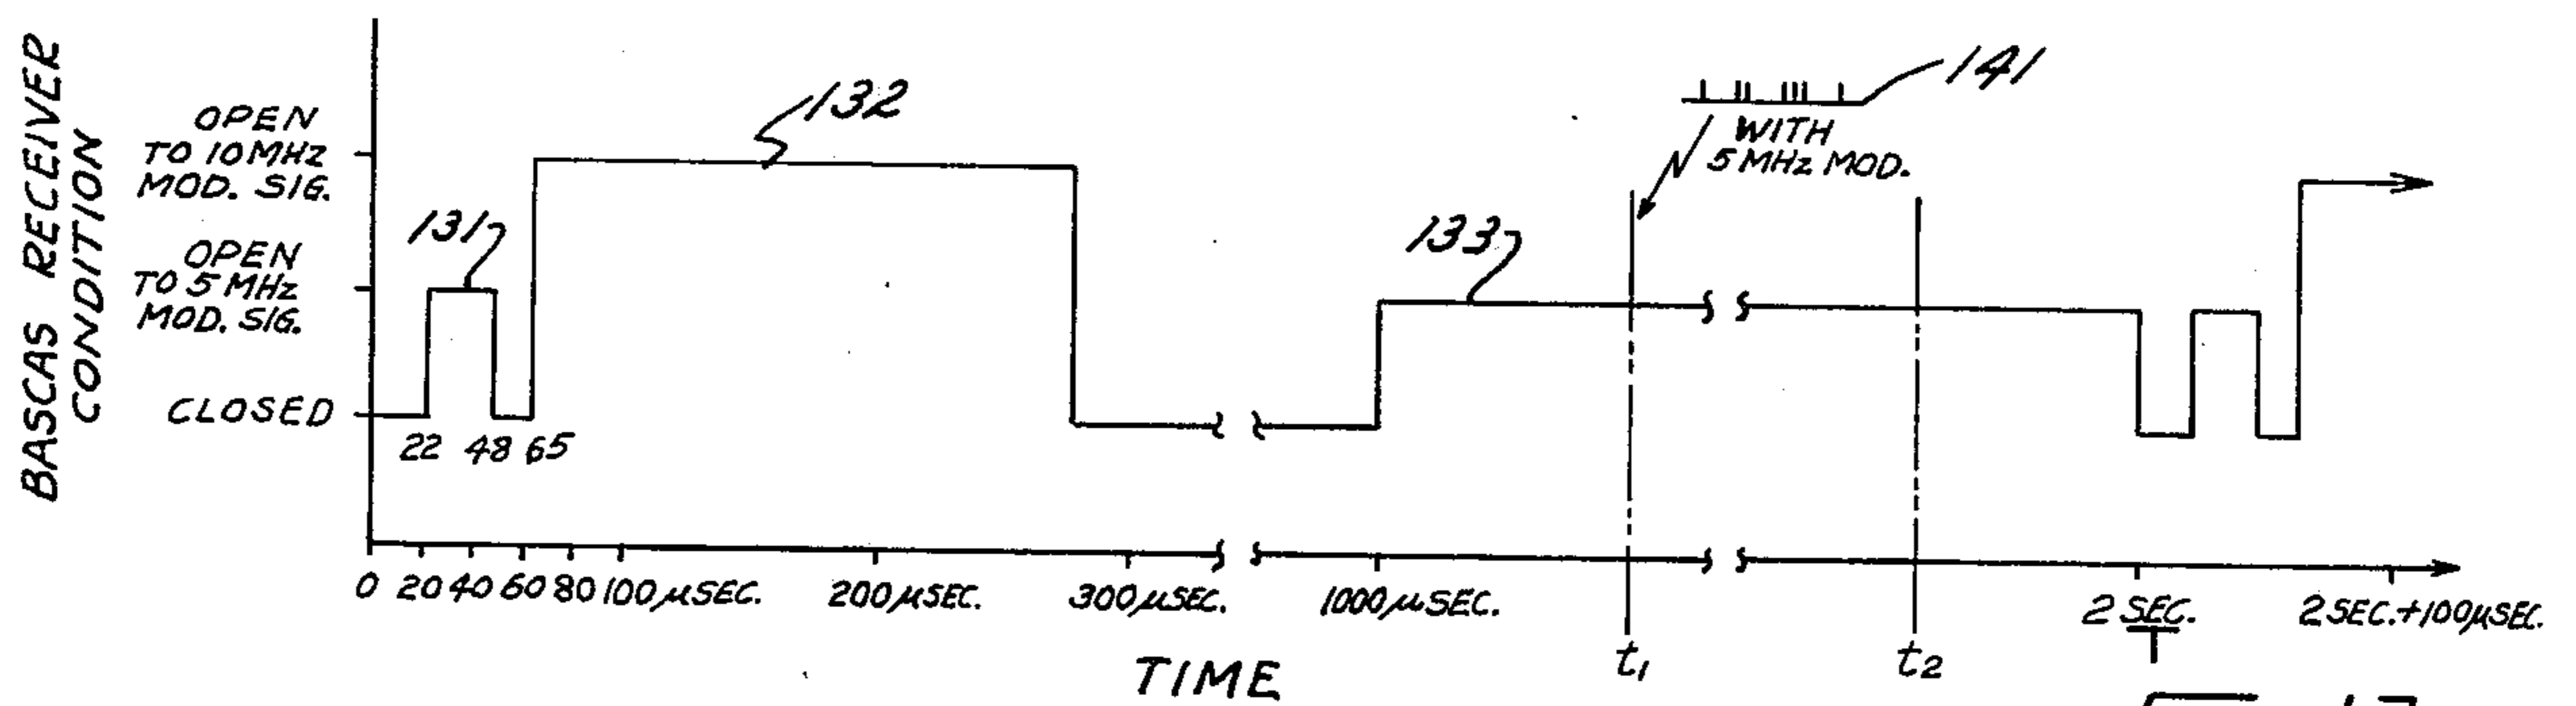 BASCAS RECEIVER
CONDITION
OPEN
TO 10 MHZ
MOD. SIG.
OPEN
TO 5 MHZ
MOD. SIG.
CLOSED
131
132
133
141
WITH
5 MHz MOD.
22 48 65
0 20 40 60 80 100 μSEC. 200 μSEC. 300 μSEC. 1000 μSEC. t1 t2 2 SEC. 2 SEC.+100 μSEC.
T
TIME